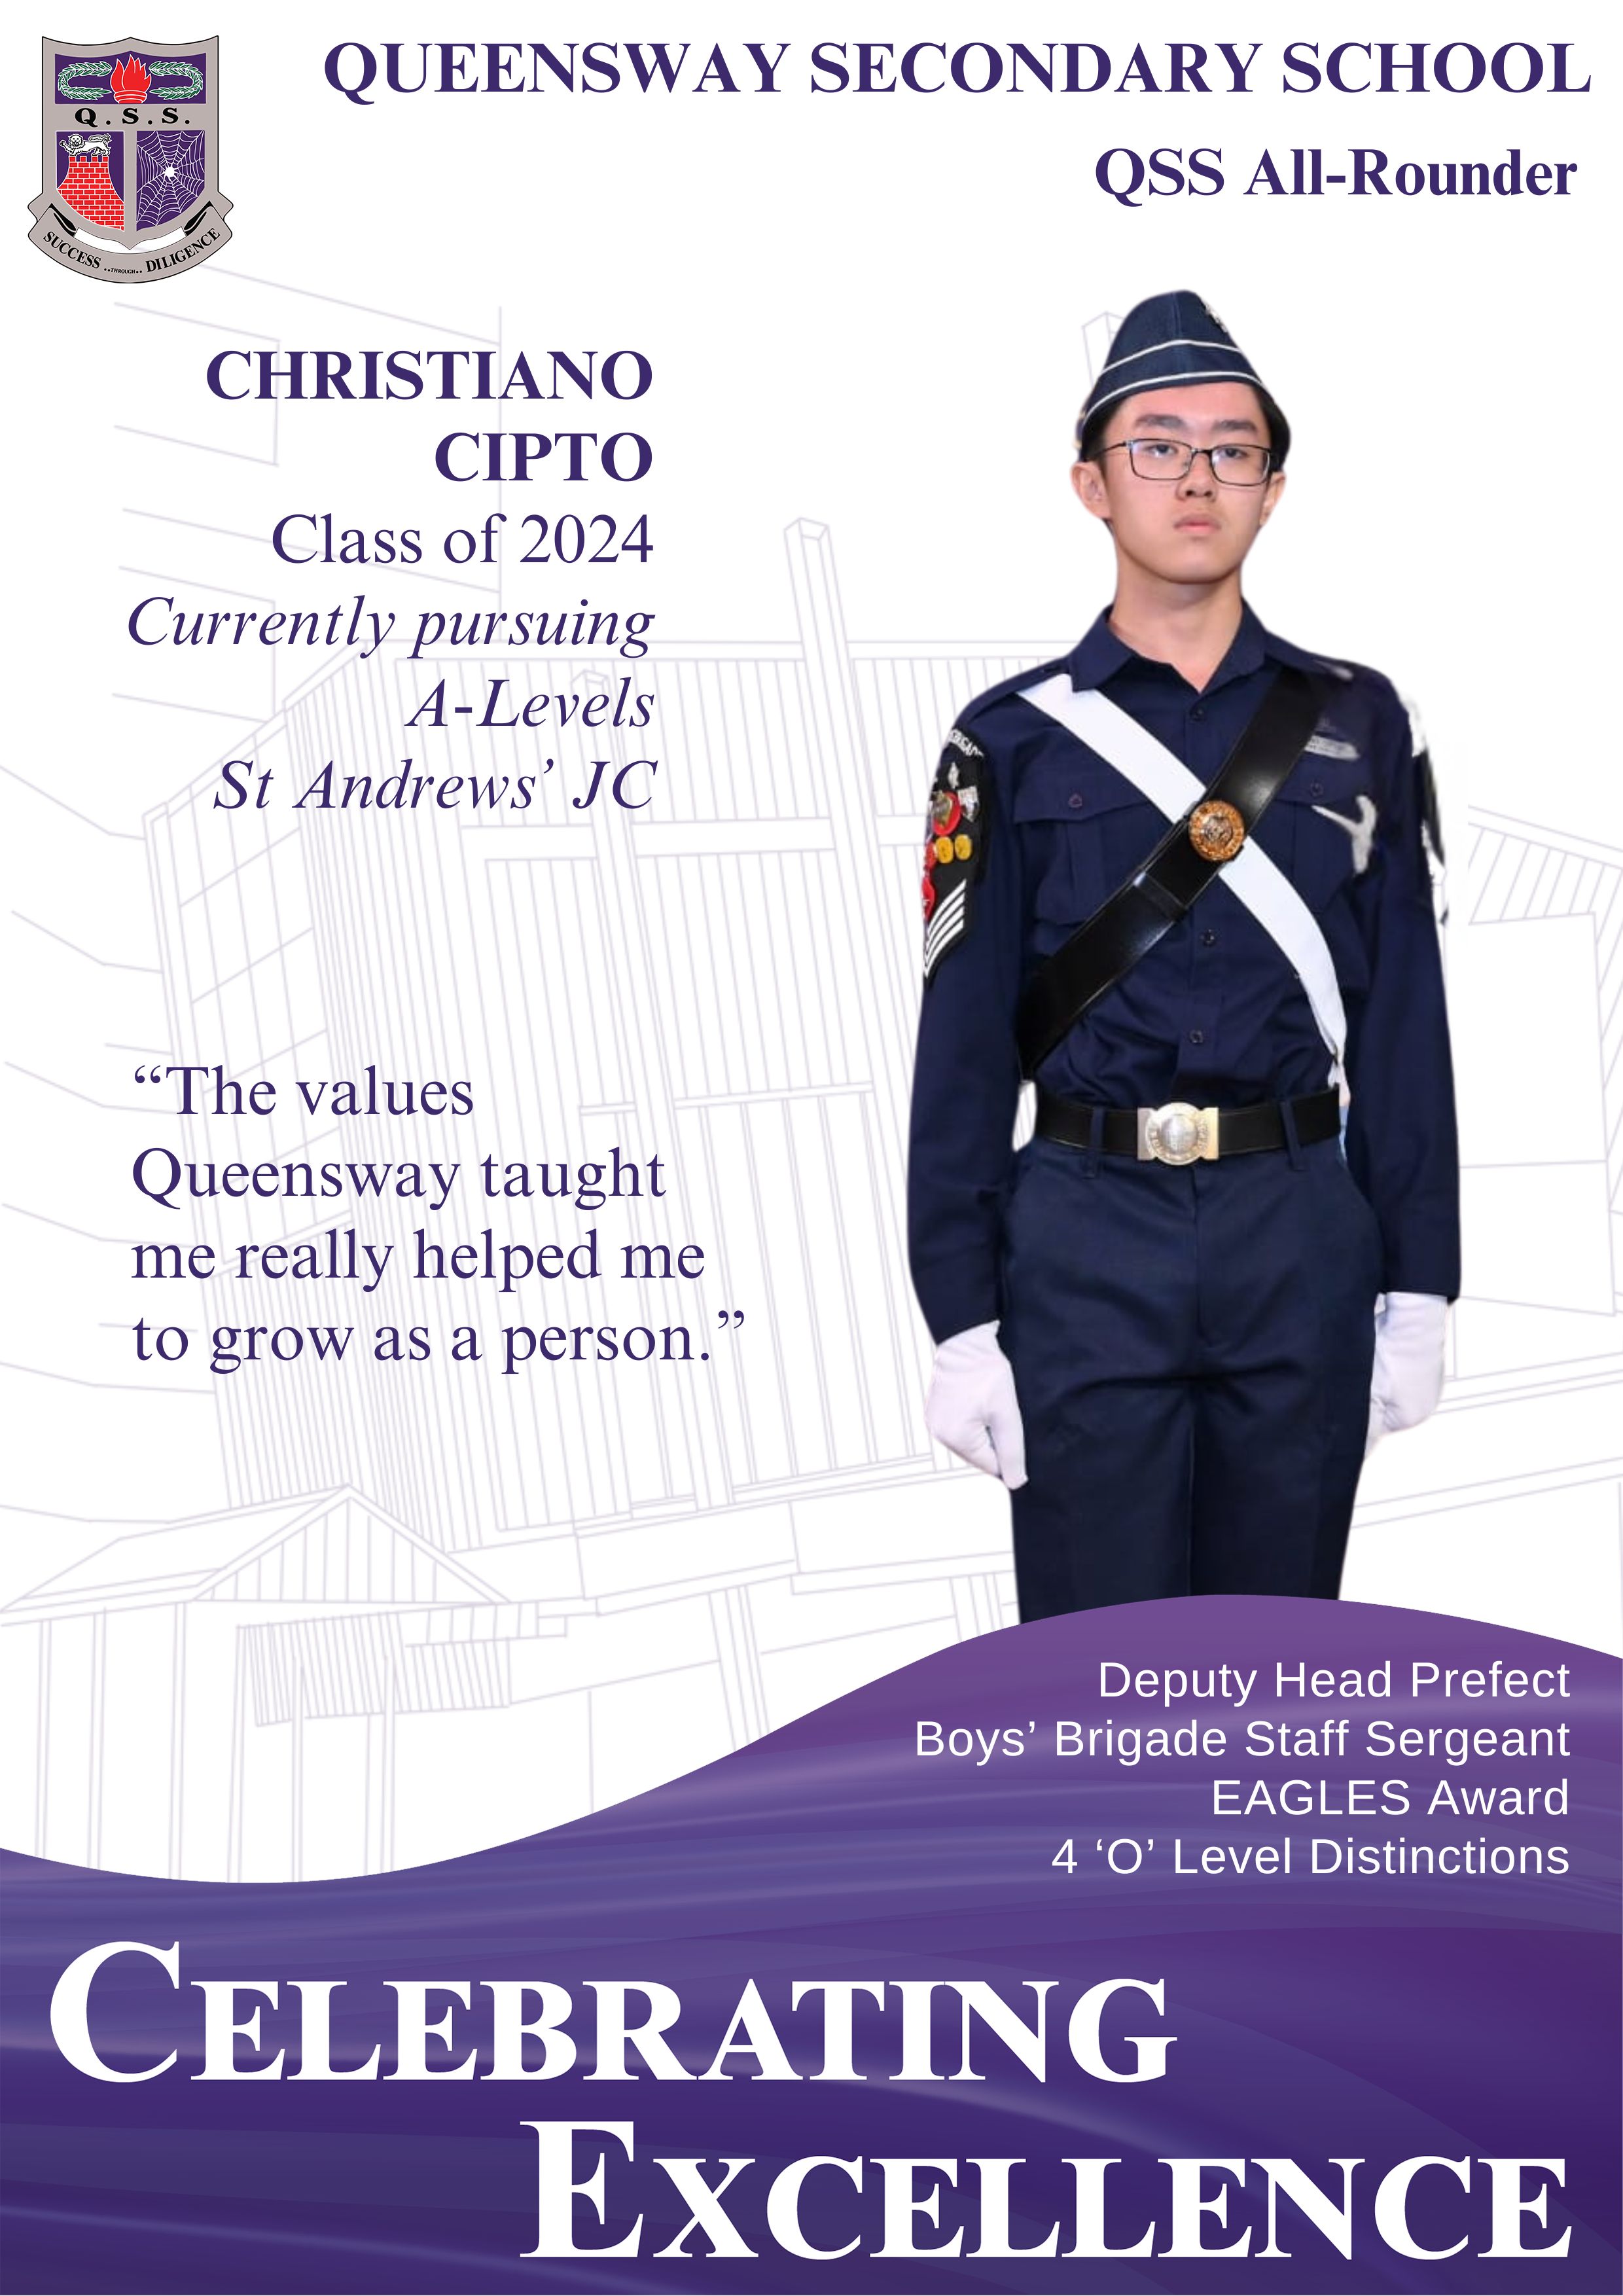 QUEENSWAY SECONDARY SCHOOL
QSS All-Rounder
Q.S.S.
SUCCESS ..THROUGH.. DILIGENCE
CHRISTIANO
CIPTO
Class of 2024
Currently pursuing
A-Levels
St Andrews’ JC
“The values
Queensway taught
me really helped me
to grow as a person.”
Deputy Head Prefect
Boys’ Brigade Staff Sergeant
EAGLES Award
4 ‘O’ Level Distinctions
CELEBRATING
EXCELLENCE